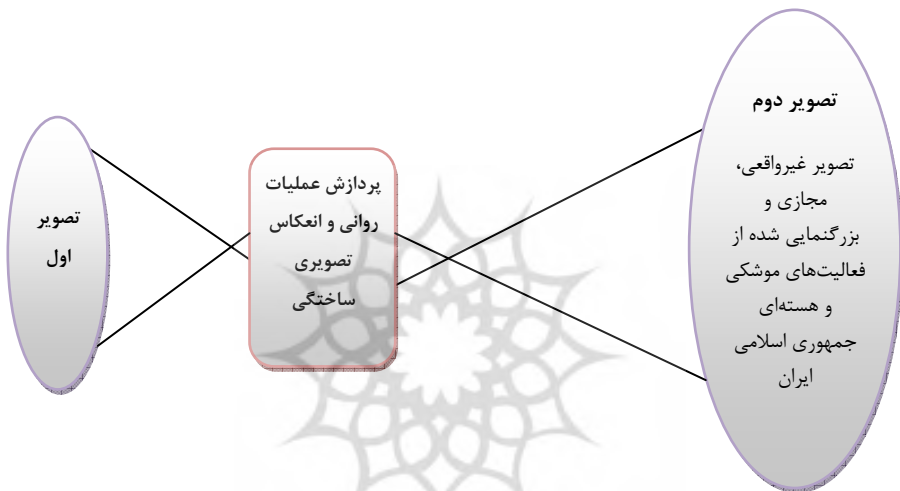 تصویر دوم
تصویر غیرواقعی،
مجازی و
بزرگنمایی شده از
فعالیت‌های موشکی
و هسته‌ای
جمهوری اسلامی
ایران
پردازش عملیات
روانی و انعکاس
تصویری
ساختگی
تصویر
اول